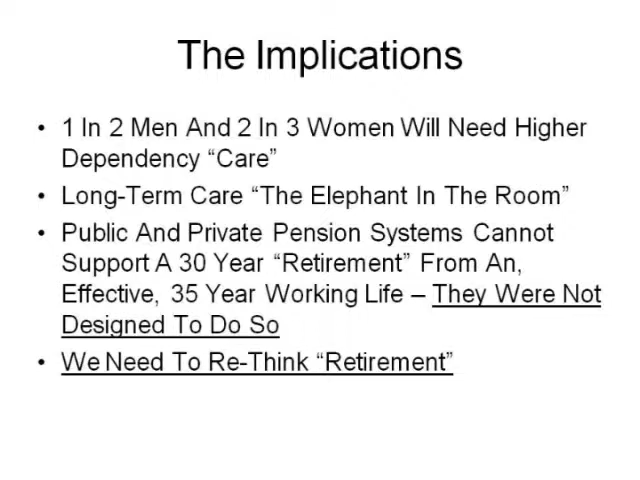 The Implications
• 1 In 2 Men And 2 In 3 Women Will Need Higher
Dependency “Care”
• Long-Term Care “The Elephant In The Room”
• Public And Private Pension Systems Cannot
Support A 30 Year “Retirement” From An,
Effective, 35 Year Working Life – They Were Not
Designed To Do So
• We Need To Re-Think “Retirement”